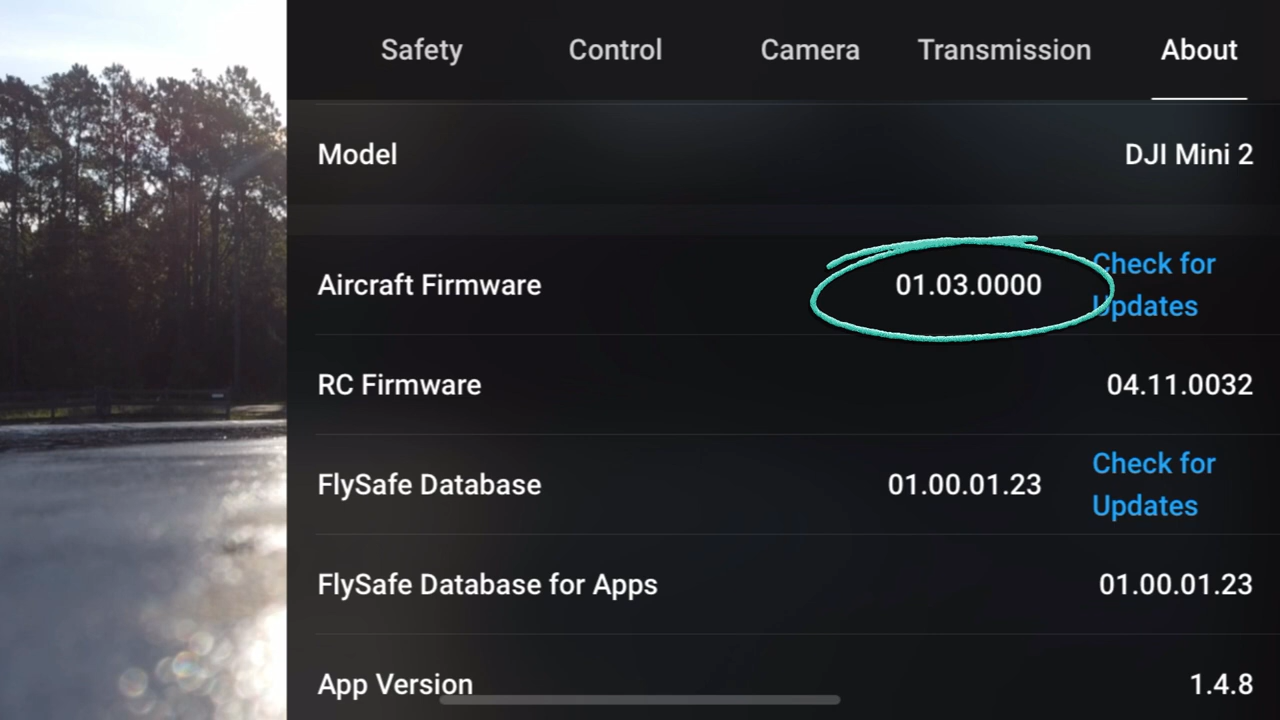 Safety Control Camera Transmission About
Model DJI Mini 2
Aircraft Firmware 01.03.0000 Check for
Updates
RC Firmware 04.11.0032
FlySafe Database 01.00.01.23 Check for
Updates
FlySafe Database for Apps 01.00.01.23
App Version 1.4.8